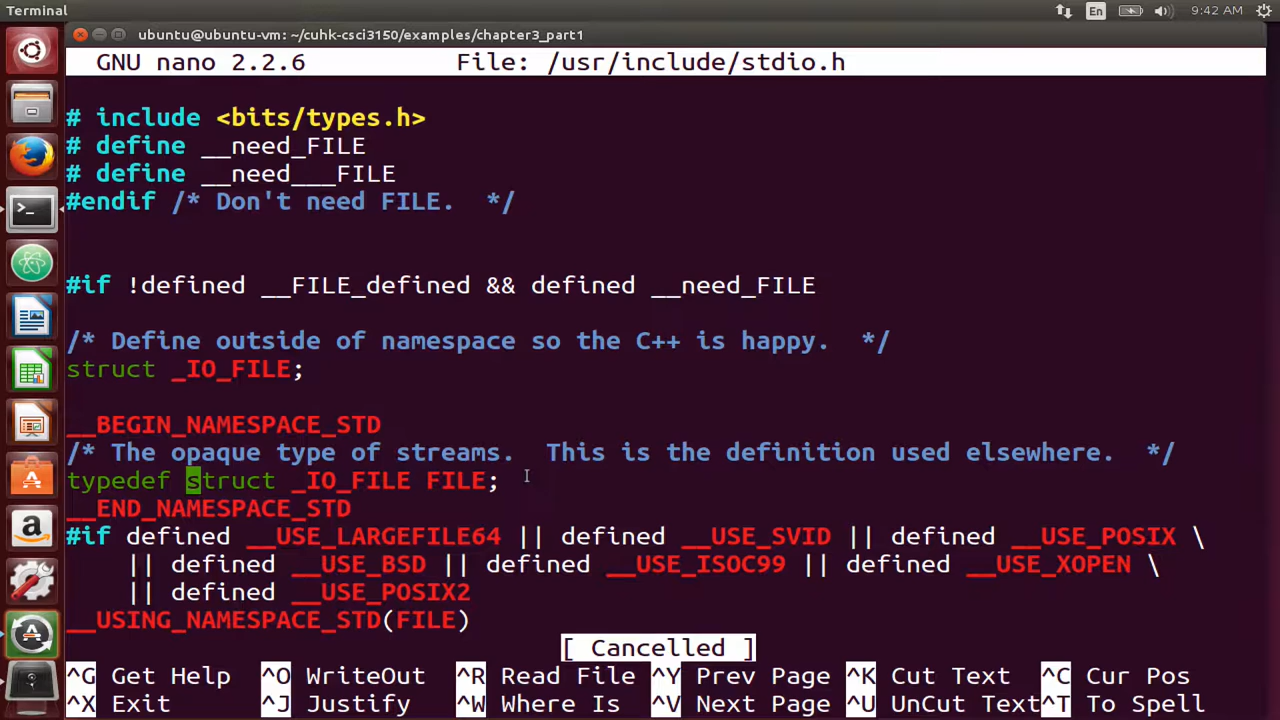 Terminal
En
9:42 AM
ubuntu@ubuntu-vm: ~/cuhk-csci3150/examples/chapter3_part1
GNU nano 2.2.6 File: /usr/include/stdio.h
# include <bits/types.h>
# define __need_FILE
# define __need___FILE
#endif /* Don't need FILE. */
#if !defined __FILE_defined && defined __need_FILE
/* Define outside of namespace so the C++ is happy. */
struct _IO_FILE;
__BEGIN_NAMESPACE_STD
/* The opaque type of streams. This is the definition used elsewhere. */
typedef struct _IO_FILE FILE;
__END_NAMESPACE_STD
#if defined __USE_LARGEFILE64 || defined __USE_SVID || defined __USE_POSIX \
|| defined __USE_BSD || defined __USE_ISOC99 || defined __USE_XOPEN \
|| defined __USE_POSIX2
__USING_NAMESPACE_STD(FILE)
[ Cancelled ]
^G Get Help ^O WriteOut ^R Read File ^Y Prev Page ^K Cut Text ^C Cur Pos
^X Exit ^J Justify ^W Where Is ^V Next Page ^U UnCut Text ^T To Spell